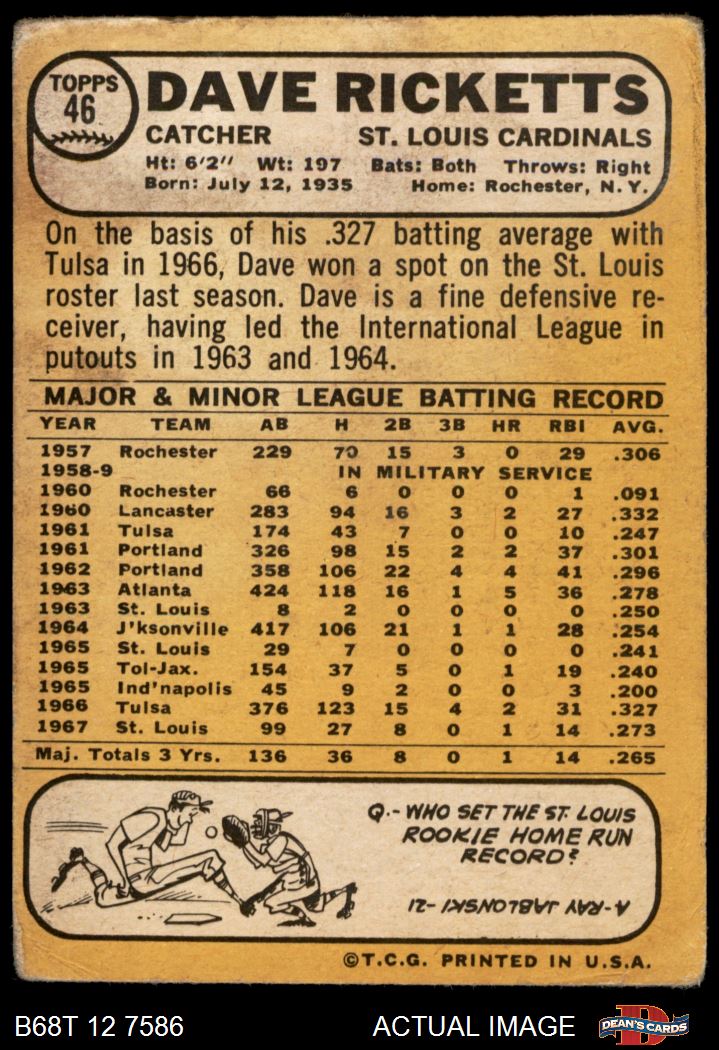 TOPPS
46
DAVE RICKETTS
CATCHER ST. LOUIS CARDINALS
Ht: 6'2" Wt: 197 Bats: Both Throws: Right
Born: July 12, 1935 Home: Rochester, N. Y.
On the basis of his .327 batting average with
Tulsa in 1966, Dave won a spot on the St. Louis
roster last season. Dave is a fine defensive re-
ceiver, having led the International League in
putouts in 1963 and 1964.
MAJOR & MINOR LEAGUE BATTING RECORD
YEAR TEAM AB H 2B 3B HR RBI AVG.
1957 Rochester 229 70 15 3 0 29 .306
1958-9 IN MILITARY SERVICE
1960 Rochester 66 6 0 0 0 1 .091
1960 Lancaster 283 94 16 3 2 27 .332
1961 Tulsa 174 43 7 0 0 10 .247
1961 Portland 326 98 15 2 2 37 .301
1962 Portland 358 106 22 4 4 41 .296
1963 Atlanta 424 118 16 1 5 36 .278
1963 St. Louis 8 2 0 0 0 0 .250
1964 J'ksonville 417 106 21 1 1 28 .254
1965 St. Louis 29 7 0 0 0 0 .241
1965 Tol-Jax. 154 37 5 0 1 19 .240
1965 Ind'napolis 45 9 2 0 0 3 .200
1966 Tulsa 376 123 15 4 2 31 .327
1967 St. Louis 99 27 8 0 1 14 .273
Maj. Totals 3 Yrs. 136 36 8 0 1 14 .265
Q.- WHO SET THE ST. LOUIS
ROOKIE HOME RUN
RECORD?
A-RAY JABLONSKI-21
©T.C.G. PRINTED IN U.S.A.
B68T 12 7586 ACTUAL IMAGE
D
DEAN'S CARDS